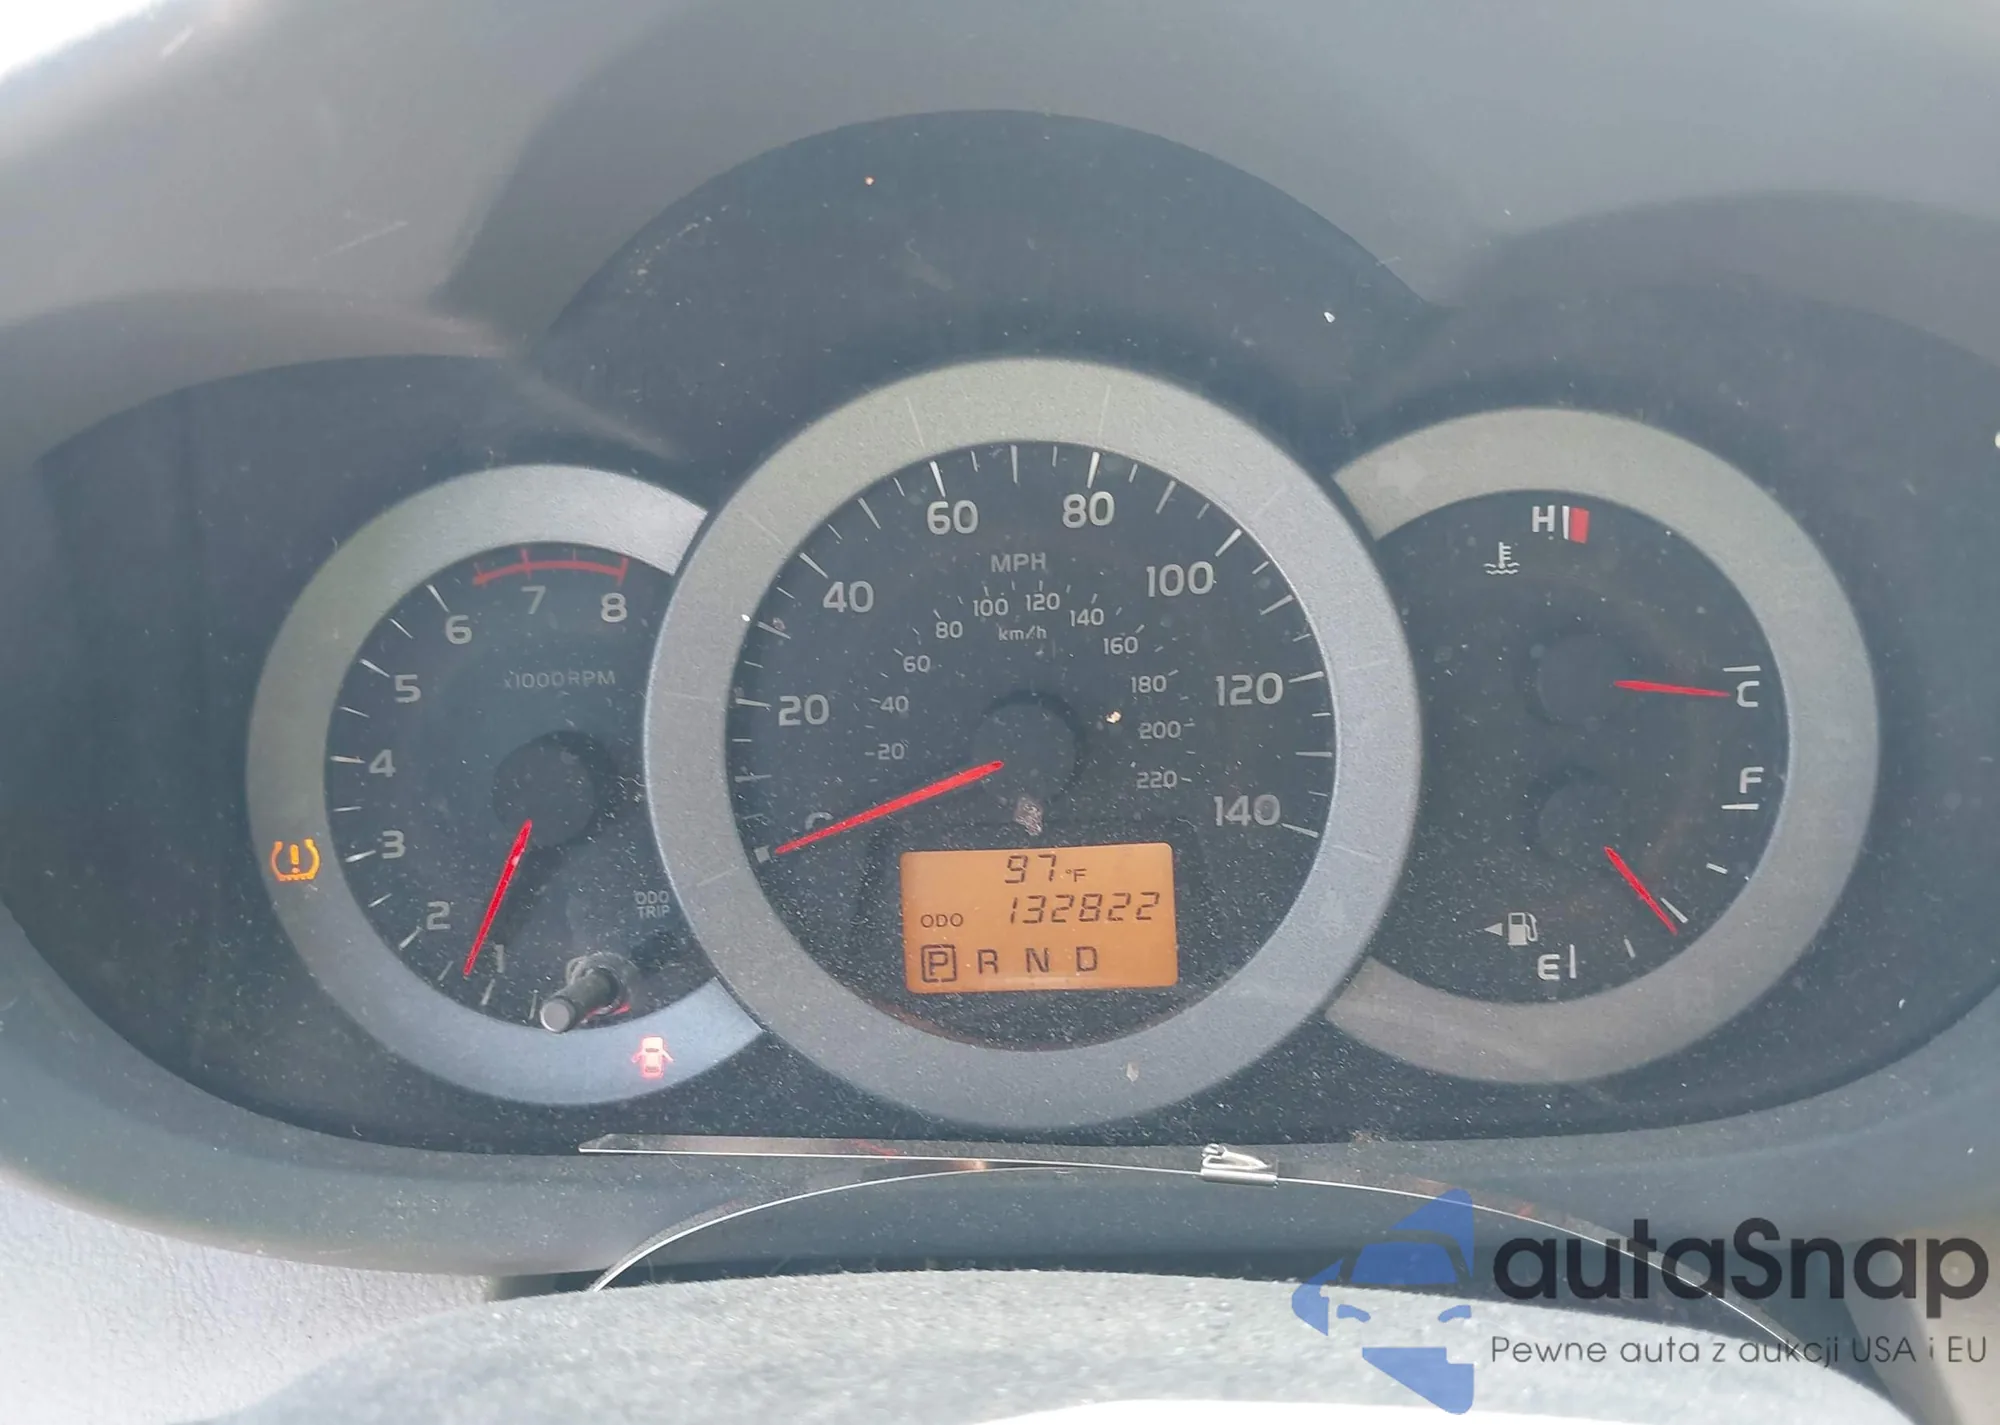 60 80
MPH
40 100
80 100 120 140
km/h
60 160
20 120
40 180
200
20
220
140
6 7 8
x1000RPM
5
4
3
2
1
ODO
TRIP
H
C
F
E
97°F
ODO 132822
P R N D
autaSnap
Pewne auta z aukcji USA i EU